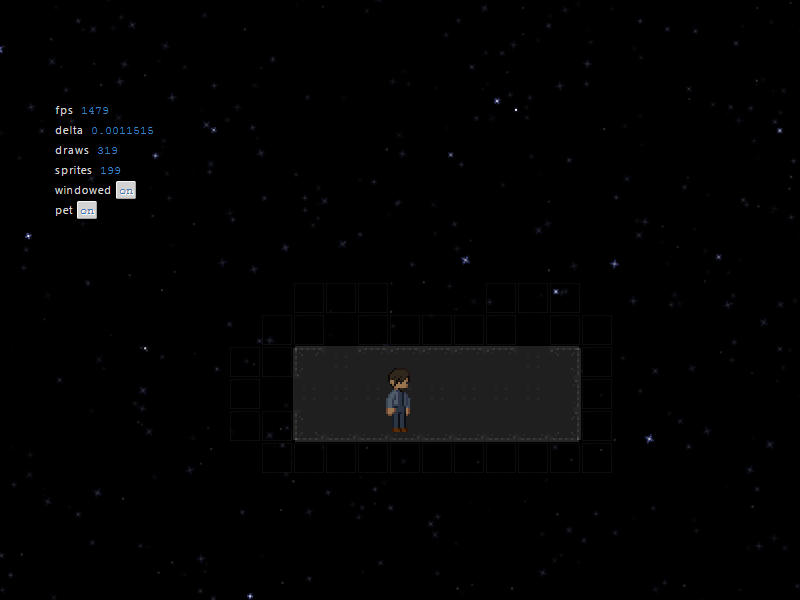 fps 1479
delta 0.0011515
draws 319
sprites 199
windowed on
pet on